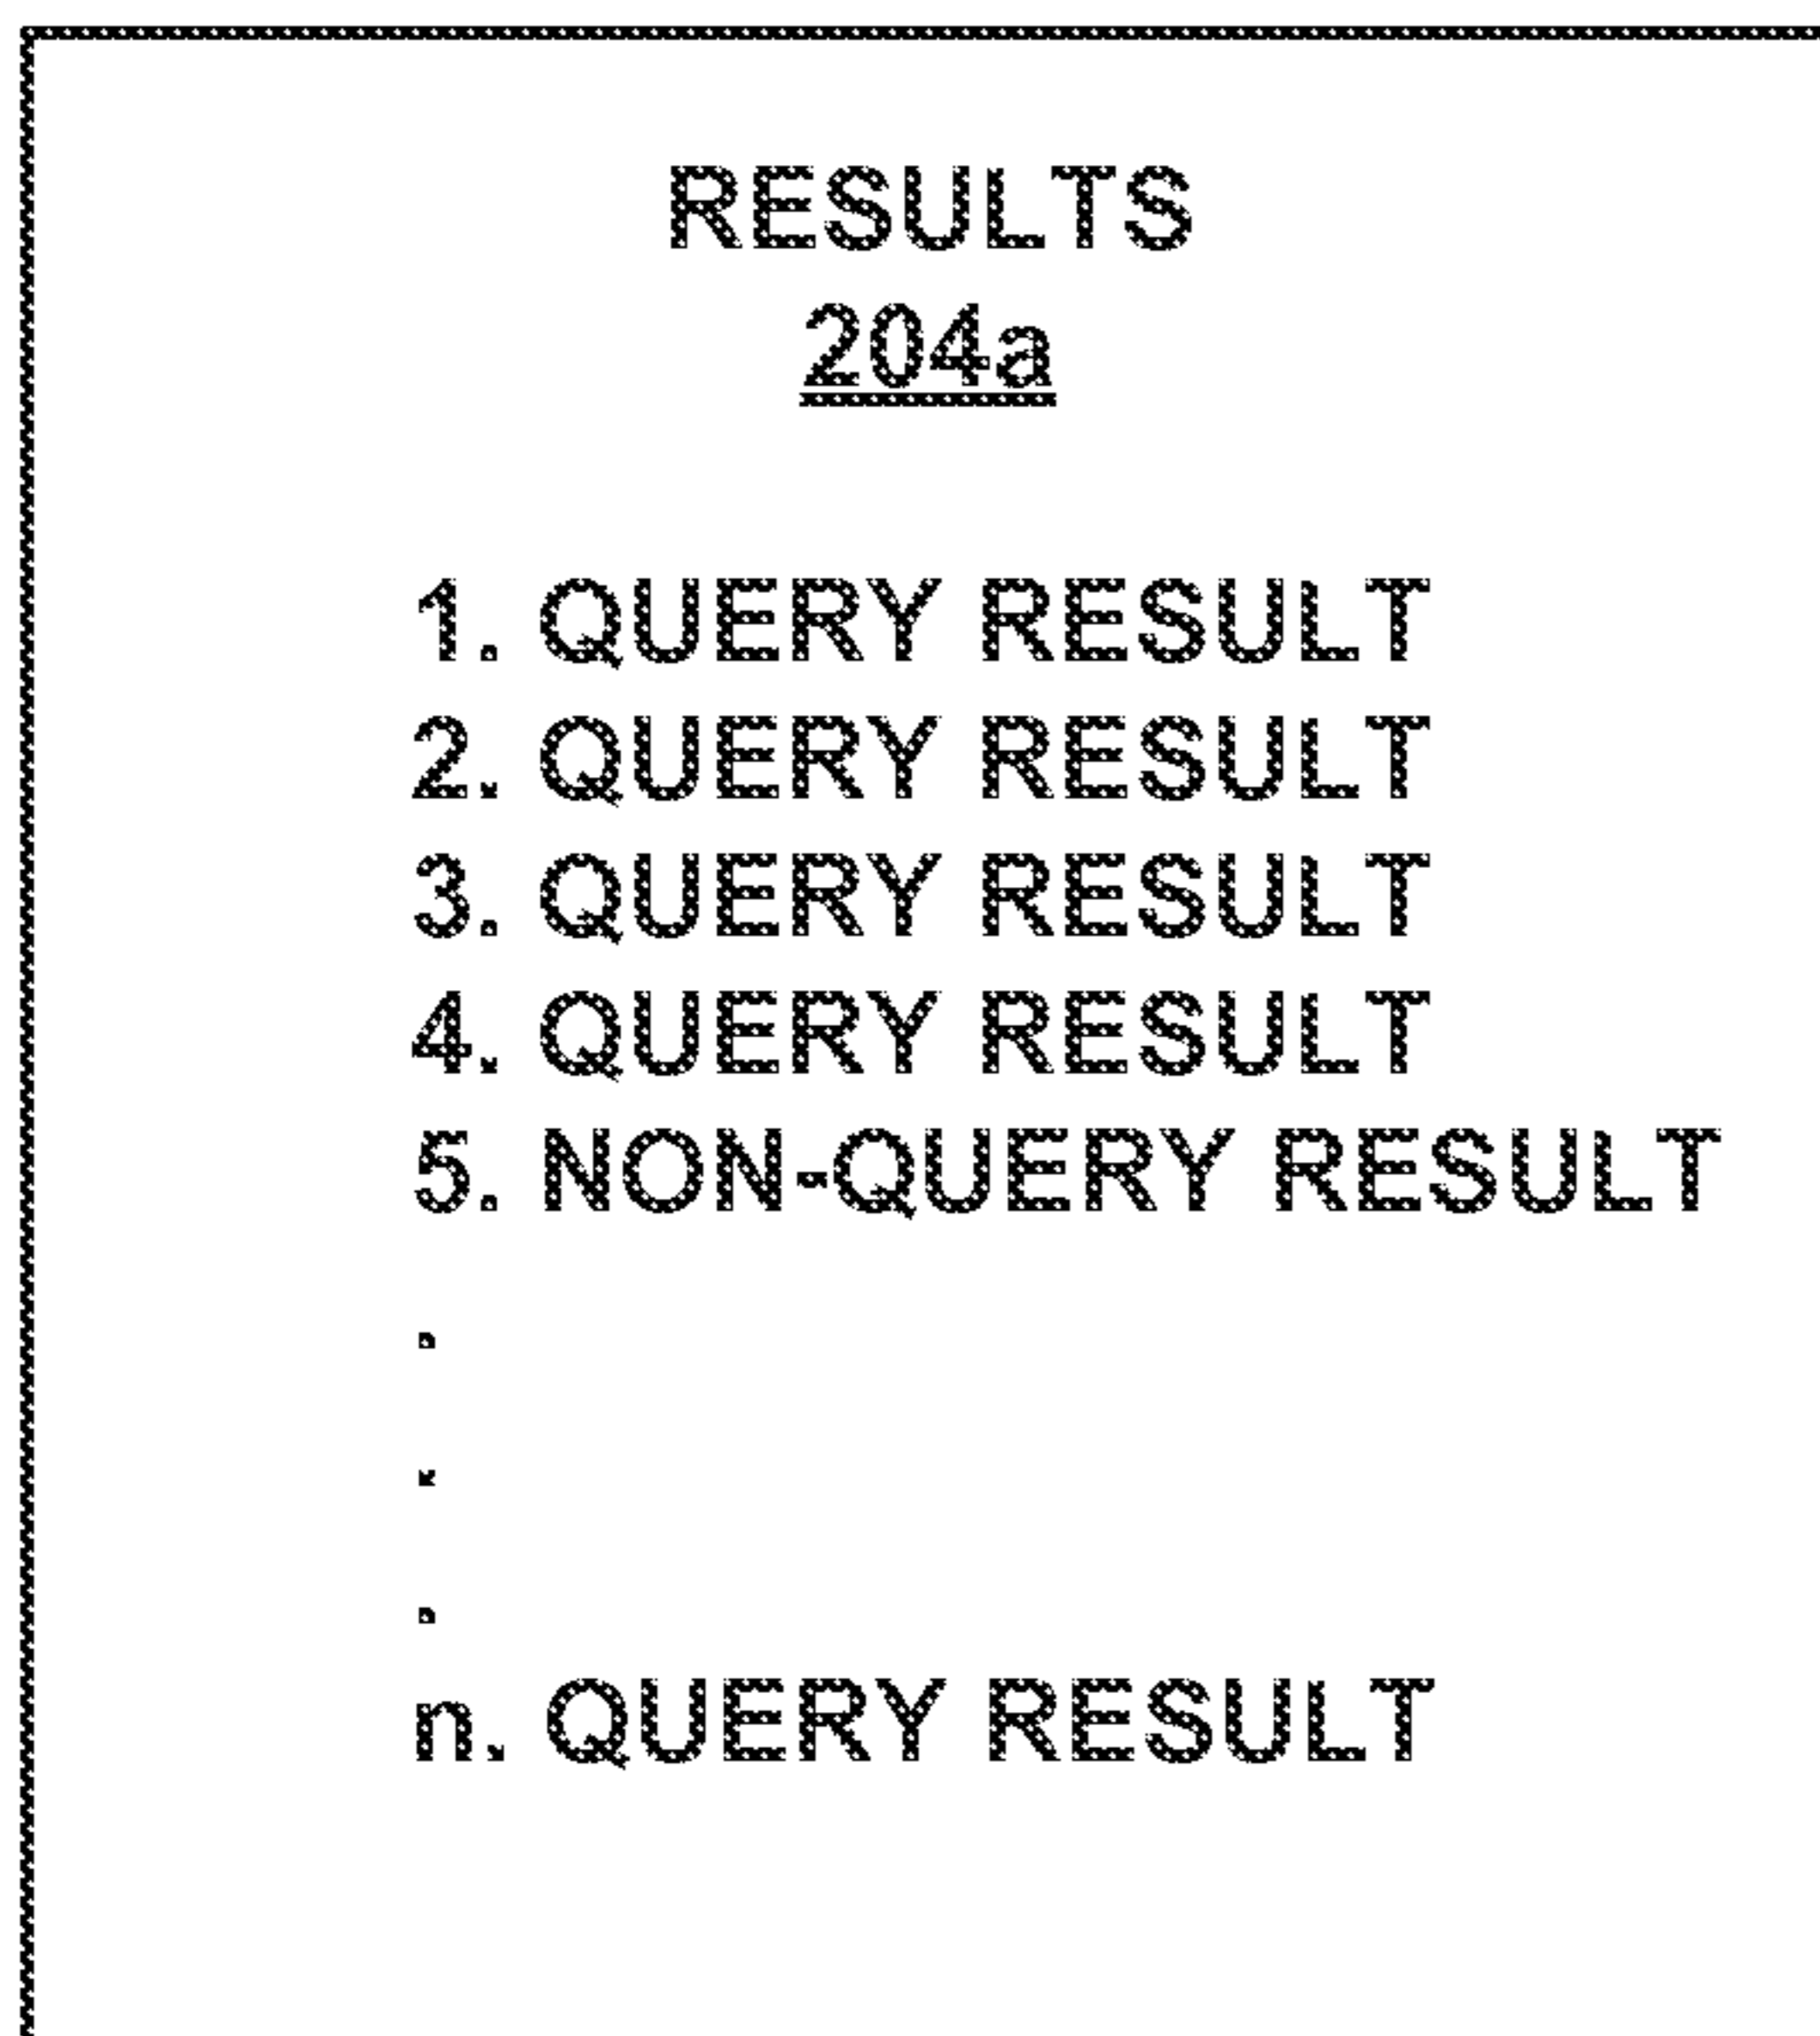 RESULTS
204a
1. QUERY RESULT
2. QUERY RESULT
3. QUERY RESULT
4. QUERY RESULT
5. NON-QUERY RESULT
.
.
.
n. QUERY RESULT